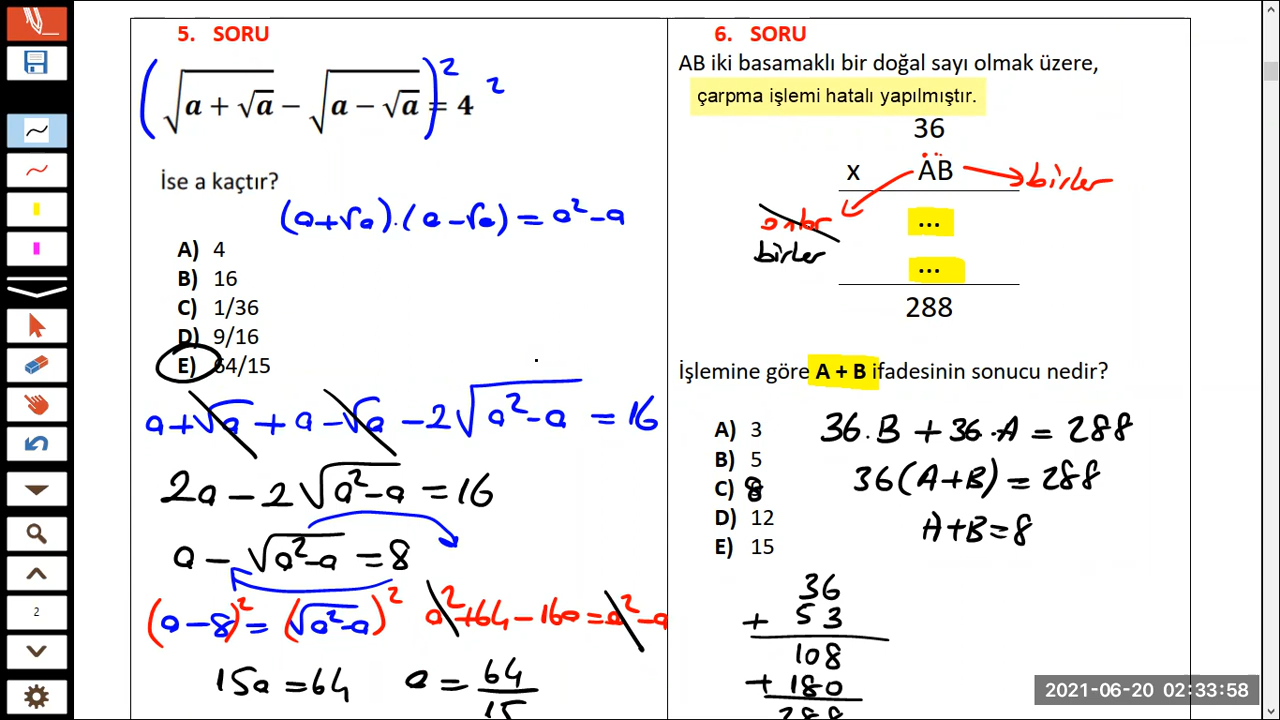 5. SORU
(√(a + √a) − √(a − √a))² = 4 ²
İse a kaçtır?
(a+√a).(a-√a) = a²-a
A) 4
B) 16
C) 1/36
D) 9/16
E) 64/15
a+√a + a -√a -2√(a²-a) = 16
2a - 2√(a²-a) = 16
a - √(a²-a) = 8
(a-8)² = (√(a²-a))² a²+64-16a=a²-a
15a = 64 a = 64/15
6. SORU
AB iki basamaklı bir doğal sayı olmak üzere,
çarpma işlemi hatalı yapılmıştır.
36
x AB birler
onlar ...
birler
...
288
İşlemine göre A + B ifadesinin sonucu nedir?
A) 3
B) 5
C) 8
D) 12
E) 15
36.B + 36.A = 288
36(A+B) = 288
A+B=8
36
+ 53
108
+ 180
288
2
2021-06-20 02:33:58